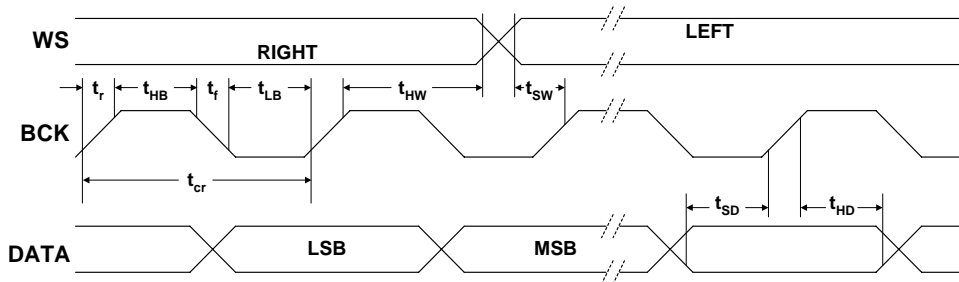 WS
RIGHT
LEFT
tr
tHB
tf
tLB
tHW
tSW
BCK
tcr
tSD
tHD
DATA
LSB
MSB